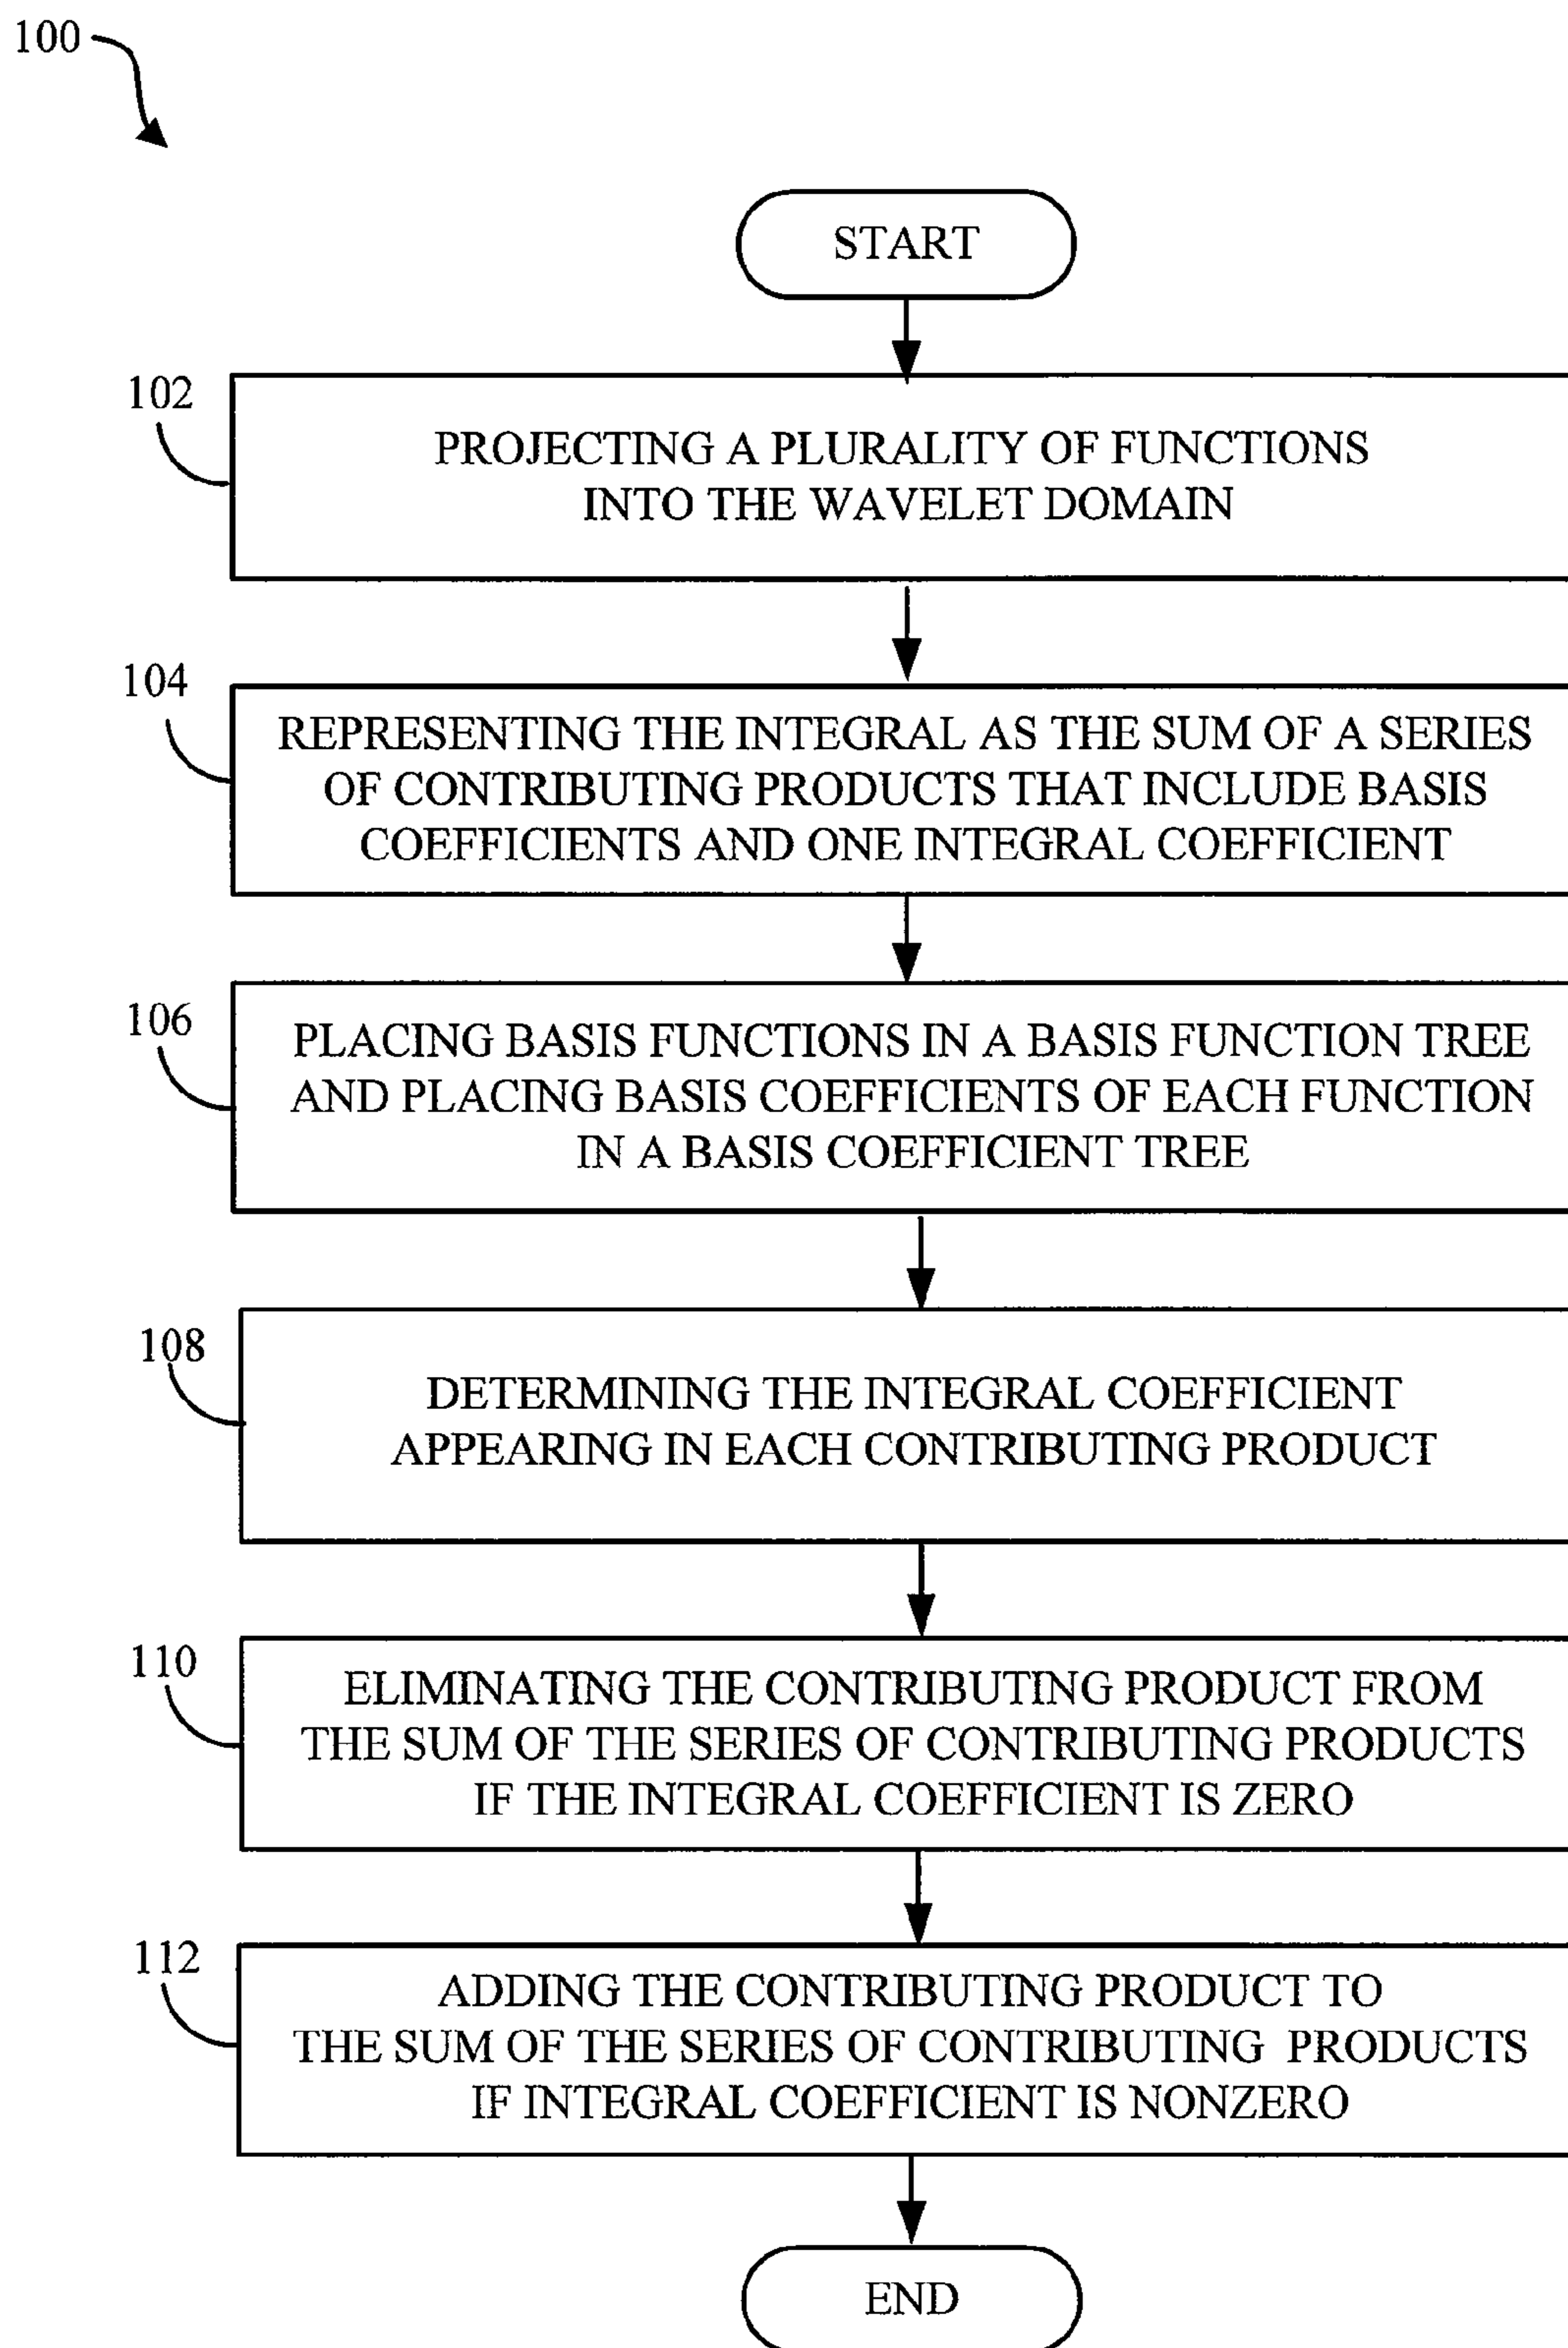 100
START
102
PROJECTING A PLURALITY OF FUNCTIONS
INTO THE WAVELET DOMAIN
104
REPRESENTING THE INTEGRAL AS THE SUM OF A SERIES
OF CONTRIBUTING PRODUCTS THAT INCLUDE BASIS
COEFFICIENTS AND ONE INTEGRAL COEFFICIENT
106
PLACING BASIS FUNCTIONS IN A BASIS FUNCTION TREE
AND PLACING BASIS COEFFICIENTS OF EACH FUNCTION
IN A BASIS COEFFICIENT TREE
108
DETERMINING THE INTEGRAL COEFFICIENT
APPEARING IN EACH CONTRIBUTING PRODUCT
110
ELIMINATING THE CONTRIBUTING PRODUCT FROM
THE SUM OF THE SERIES OF CONTRIBUTING PRODUCTS
IF THE INTEGRAL COEFFICIENT IS ZERO
112
ADDING THE CONTRIBUTING PRODUCT TO
THE SUM OF THE SERIES OF CONTRIBUTING PRODUCTS
IF INTEGRAL COEFFICIENT IS NONZERO
END